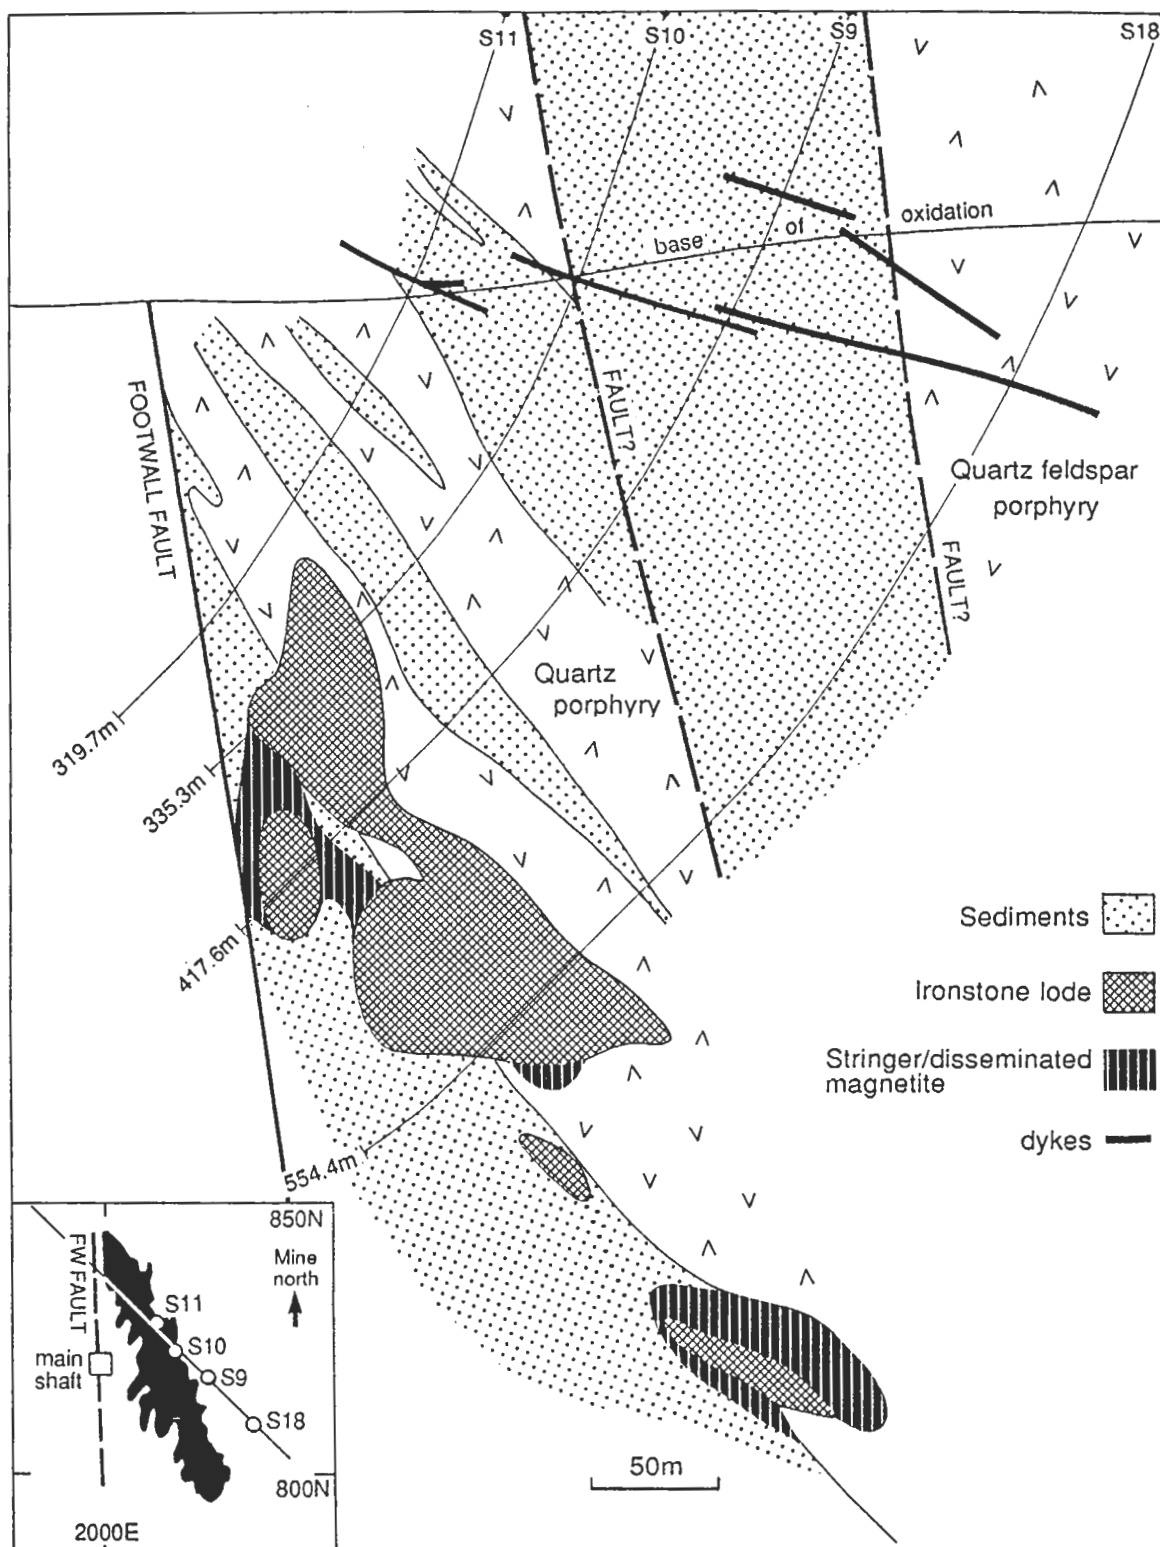 S11
S10
S9
S18
base of oxidation
FOOTWALL FAULT
FAULT?
FAULT?
Quartz feldspar
porphyry
Quartz
porphyry
319.7m
335.3m
417.6m
554.4m
Sediments
Ironstone lode
Stringer/disseminated
magnetite
dykes
50m
850N
FW FAULT
Mine
north
S11
S10
S9
S18
main
shaft
800N
2000E